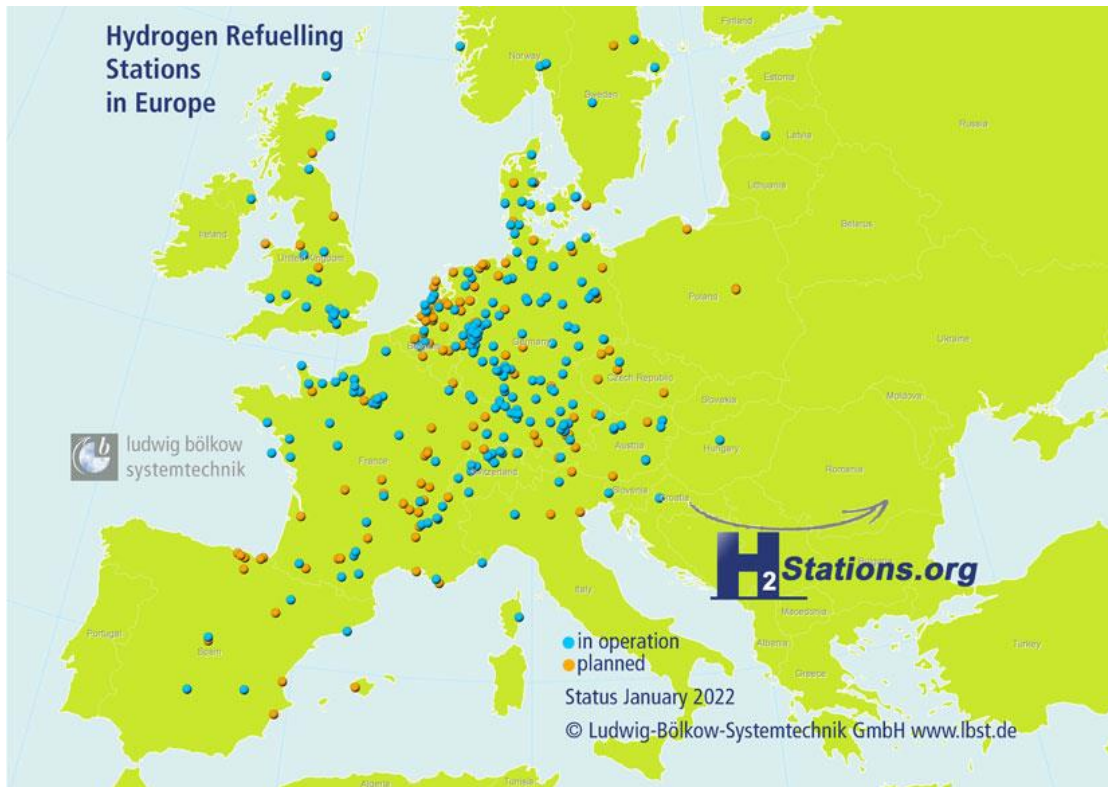 Hydrogen Refuelling
Stations
in Europe
Finland
Norway
Sweden
Estonia
Russia
Latvia
Lithuania
Ireland
United Kingdom
Belarus
Poland
Germany
Ukraine
Czech Republic
Slovakia
Moldova
b
ludwig bölkow
systemtechnik
France
Austria
Hungary
Switzerland
Slovenia
Croatia
Romania
H2Stations.org
Italy
Macedonia
Portugal
Spain
in operation
planned
Albania
Turkey
Greece
Status January 2022
© Ludwig-Bölkow-Systemtechnik GmbH www.lbst.de
Algeria
Tunisia